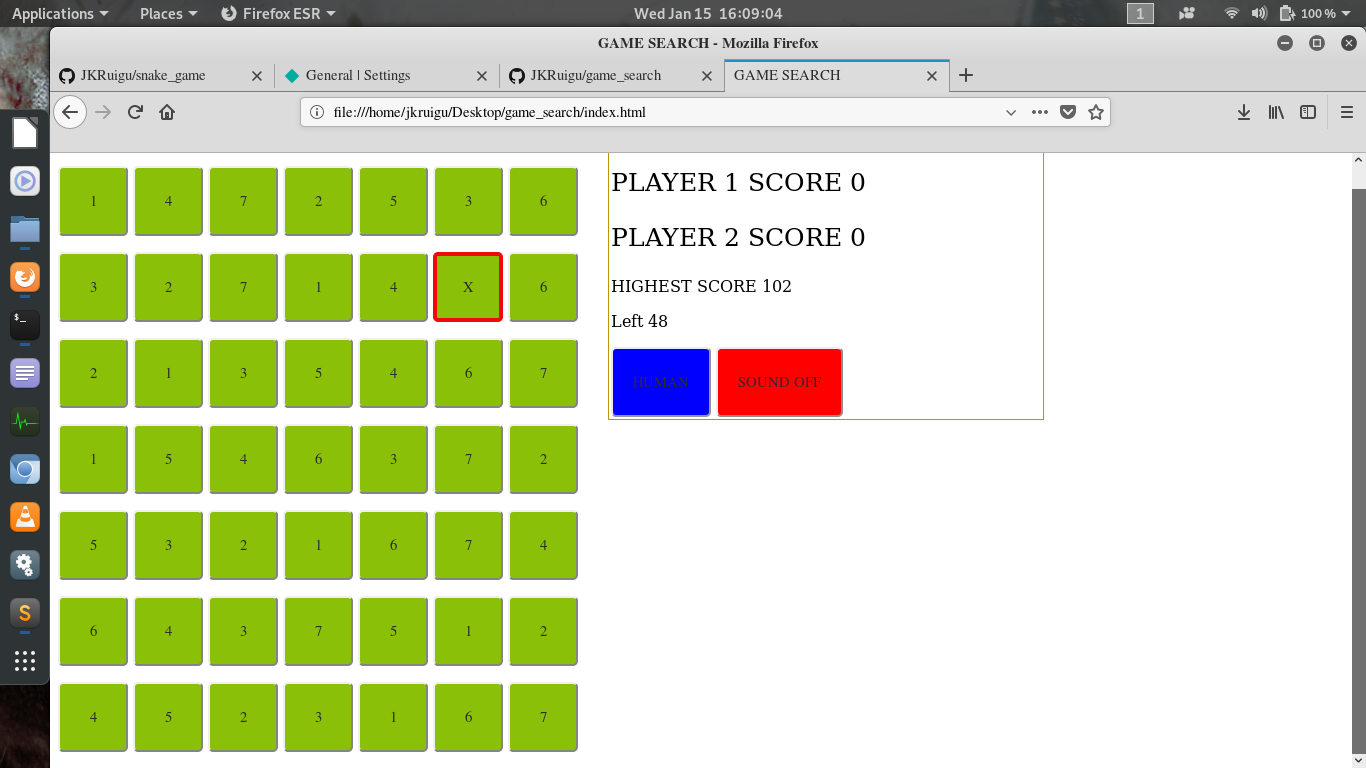 Applications Places Firefox ESR Wed Jan 15 16:09:04 1 100 %
GAME SEARCH - Mozilla Firefox
JKRuigu/snake_game General | Settings JKRuigu/game_search GAME SEARCH
file:///home/jkruigu/Desktop/game_search/index.html
1 4 7 2 5 3 6
3 2 7 1 4 X 6
2 1 3 5 4 6 7
1 5 4 6 3 7 2
5 3 2 1 6 7 4
6 4 3 7 5 1 2
4 5 2 3 1 6 7
PLAYER 1 SCORE 0
PLAYER 2 SCORE 0
HIGHEST SCORE 102
Left 48
HUMAN SOUND OFF
$_
S